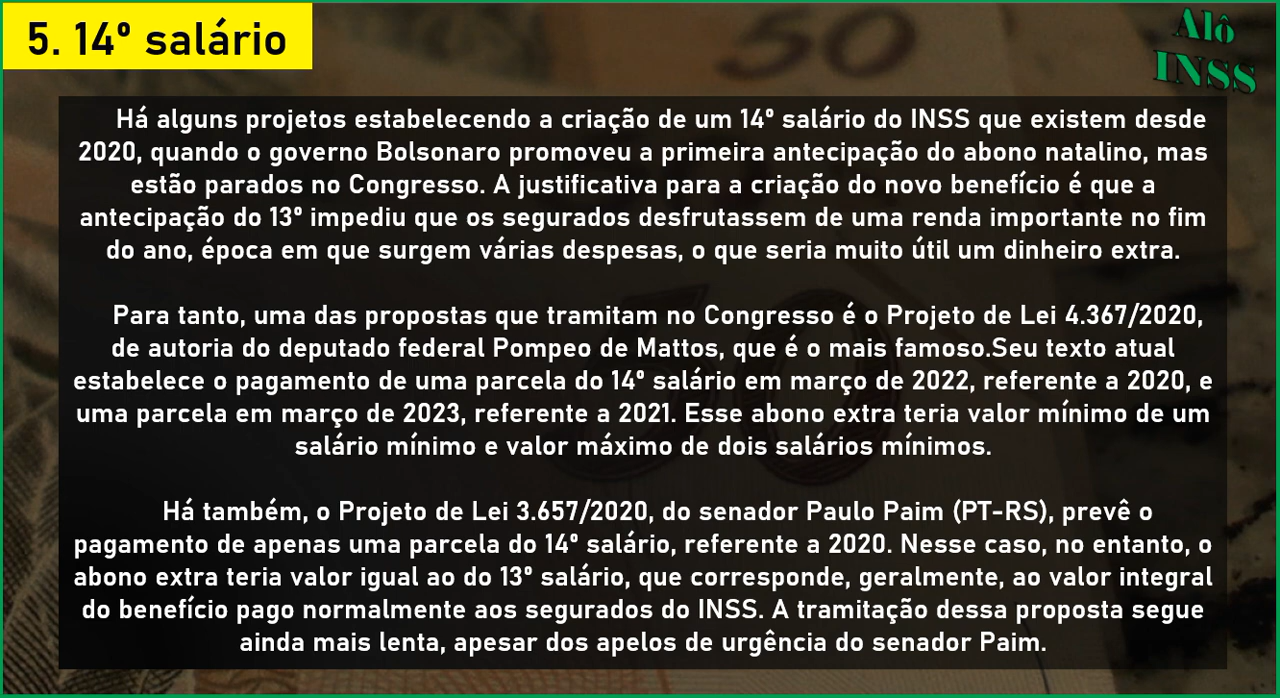 5. 14º salário
Alô
INSS
50
Há alguns projetos estabelecendo a criação de um 14º salário do INSS que existem desde
2020, quando o governo Bolsonaro promoveu a primeira antecipação do abono natalino, mas
estão parados no Congresso. A justificativa para a criação do novo benefício é que a
antecipação do 13º impediu que os segurados desfrutassem de uma renda importante no fim
do ano, época em que surgem várias despesas, o que seria muito útil um dinheiro extra.
Para tanto, uma das propostas que tramitam no Congresso é o Projeto de Lei 4.367/2020,
de autoria do deputado federal Pompeo de Mattos, que é o mais famoso.Seu texto atual
estabelece o pagamento de uma parcela do 14º salário em março de 2022, referente a 2020, e
uma parcela em março de 2023, referente a 2021. Esse abono extra teria valor mínimo de um
salário mínimo e valor máximo de dois salários mínimos.
Há também, o Projeto de Lei 3.657/2020, do senador Paulo Paim (PT-RS), prevê o
pagamento de apenas uma parcela do 14º salário, referente a 2020. Nesse caso, no entanto, o
abono extra teria valor igual ao do 13º salário, que corresponde, geralmente, ao valor integral
do benefício pago normalmente aos segurados do INSS. A tramitação dessa proposta segue
ainda mais lenta, apesar dos apelos de urgência do senador Paim.
50